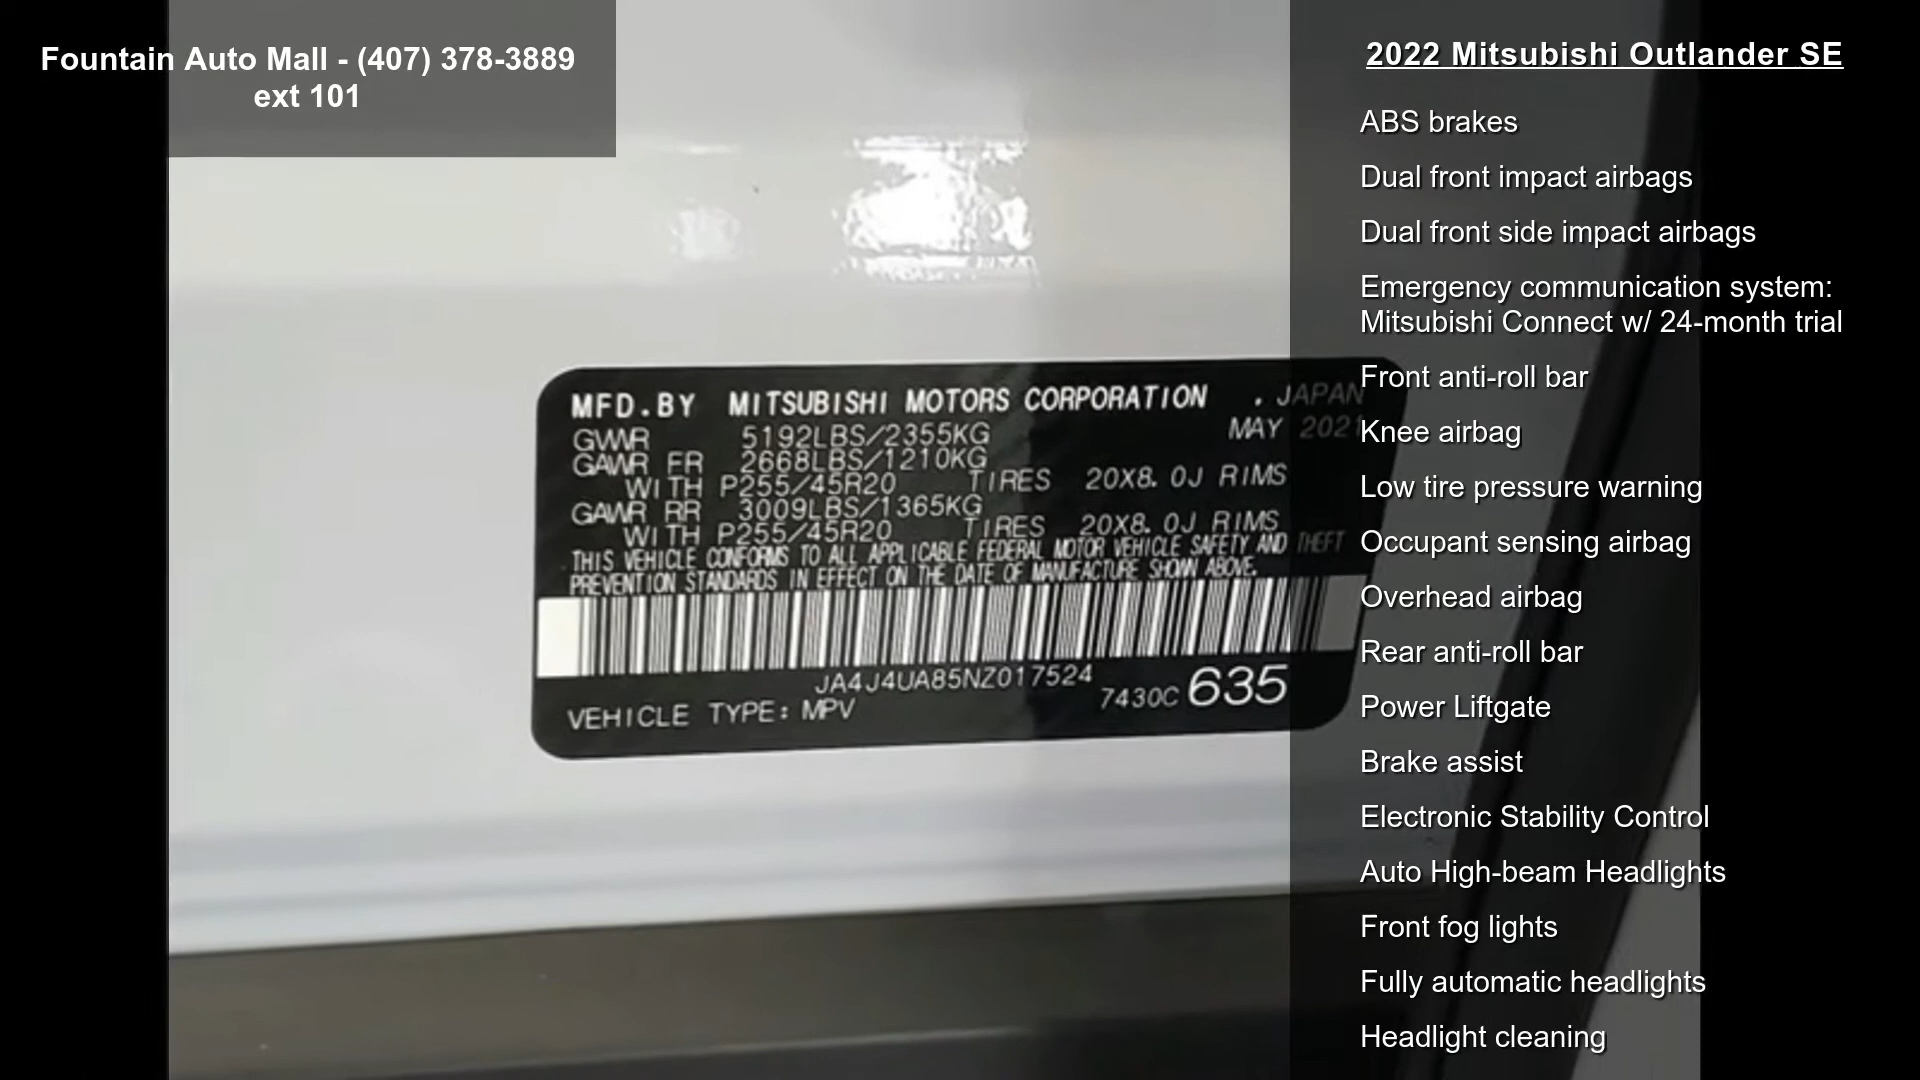 Fountain Auto Mall - (407) 378-3889
ext 101
2022 Mitsubishi Outlander SE
ABS brakes
Dual front impact airbags
Dual front side impact airbags
Emergency communication system:
Mitsubishi Connect w/ 24-month trial
Front anti-roll bar
Knee airbag
Low tire pressure warning
Occupant sensing airbag
Overhead airbag
Rear anti-roll bar
Power Liftgate
Brake assist
Electronic Stability Control
Auto High-beam Headlights
Front fog lights
Fully automatic headlights
Headlight cleaning
MFD.BY MITSUBISHI MOTORS CORPORATION . JAPAN
GVWR 5192LBS/2355KG MAY 2021
GAWR FR 2668LBS/1210KG
WITH P255/45R20 TIRES 20X8.0J RIMS
GAWR RR 3009LBS/1365KG
WITH P255/45R20 TIRES 20X8.0J RIMS
THIS VEHICLE CONFORMS TO ALL APPLICABLE FEDERAL MOTOR VEHICLE SAFETY AND THEFT
PREVENTION STANDARDS IN EFFECT ON THE DATE OF MANUFACTURE SHOWN ABOVE.
JA4J4UA85NZ017524
VEHICLE TYPE: MPV 7430C 635